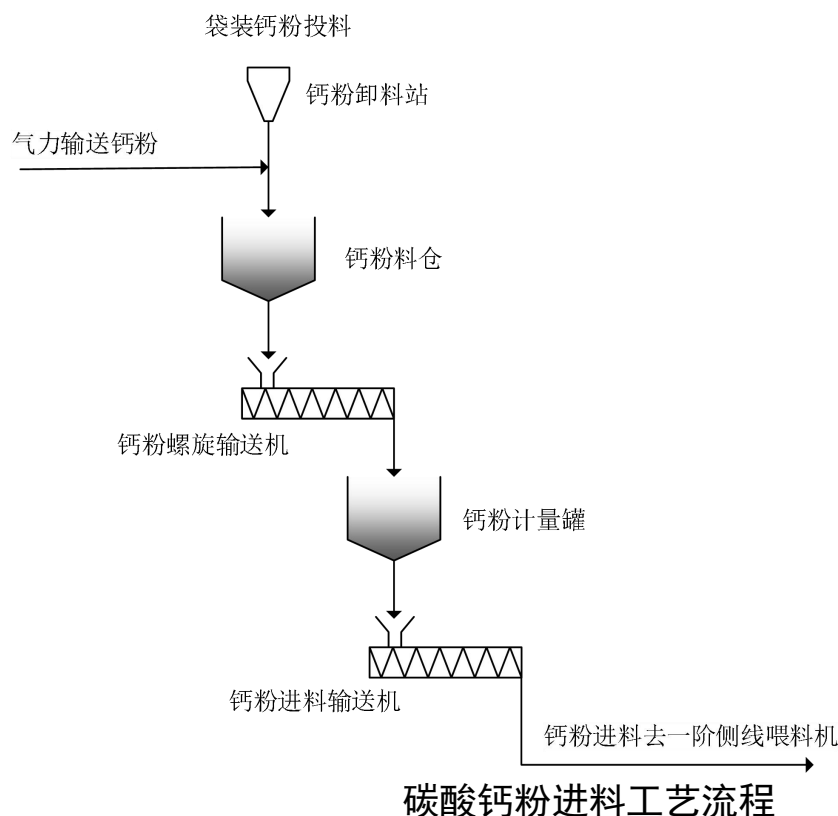 袋装钙粉投料
钙粉卸料站
气力输送钙粉
钙粉料仓
钙粉螺旋输送机
钙粉计量罐
钙粉进料输送机
钙粉进料去一阶侧线喂料机
碳酸钙粉进料工艺流程